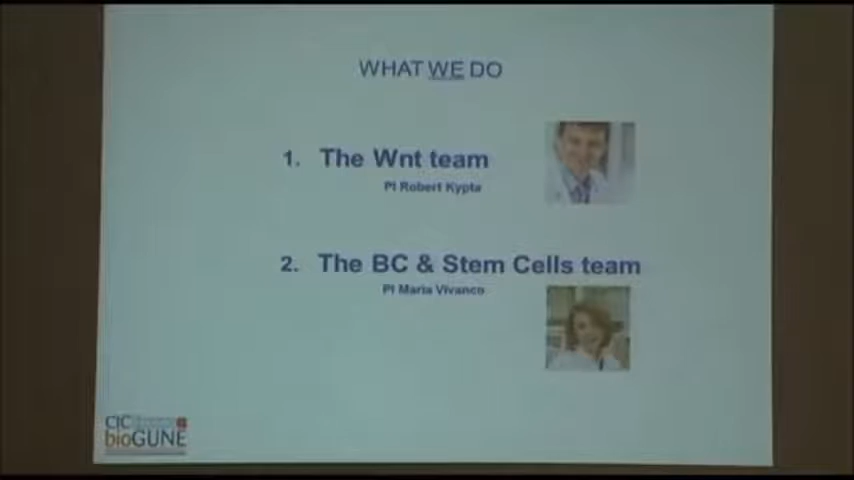 WHAT WE DO
1. The Wnt team
PI Robert Kypta
2. The BC & Stem Cells team
PI Maria Vivanco
CIC
bioGUNE